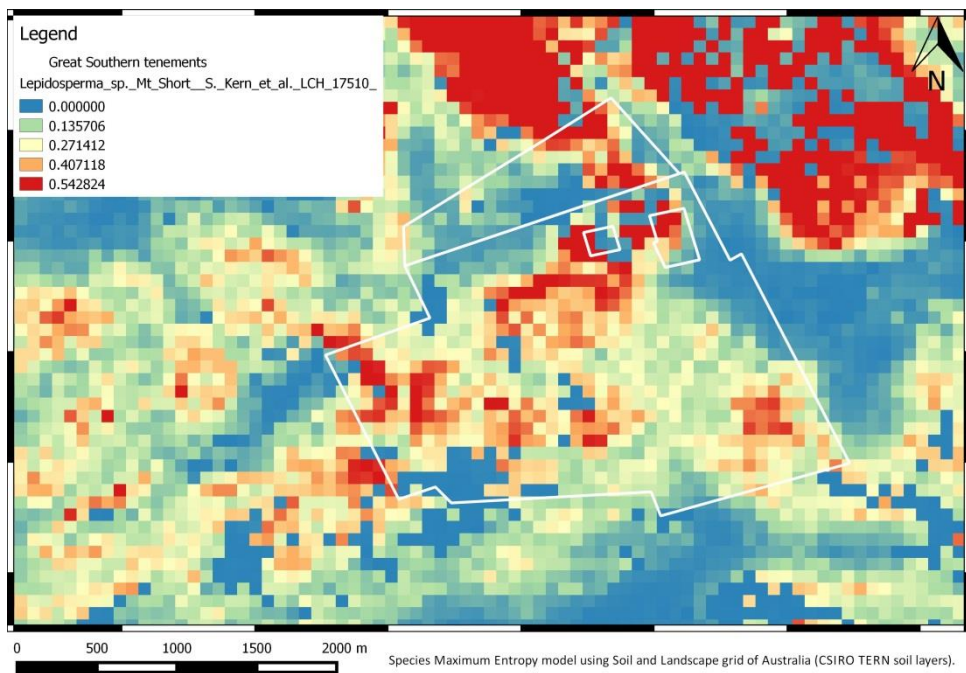 Legend
Great Southern tenements
Lepidosperma_sp._Mt_Short__S._Kern_et_al._LCH_17510_
0.000000
0.135706
0.271412
0.407118
0.542824
N
0 500 1000 1500 2000 m
Species Maximum Entropy model using Soil and Landscape grid of Australia (CSIRO TERN soil layers).